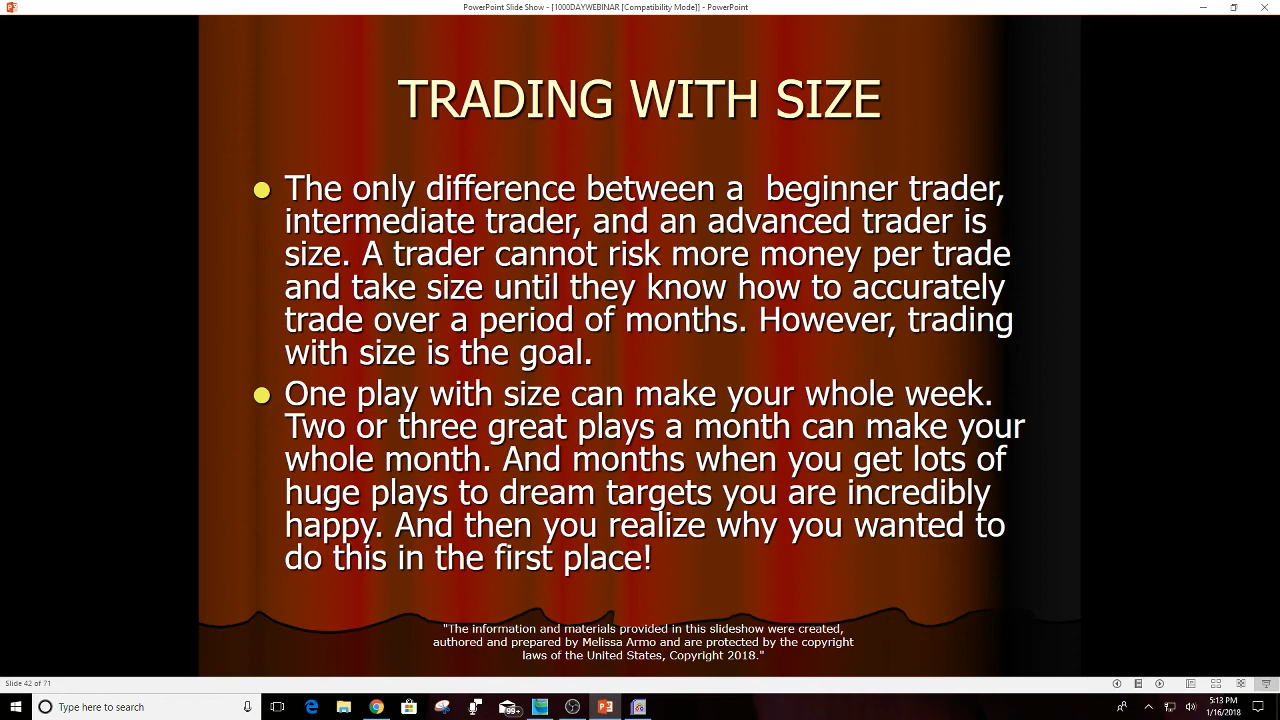 PowerPoint Slide Show - [1000DAYWEBINAR [Compatibility Mode]] - PowerPoint
TRADING WITH SIZE
The only difference between a  beginner trader,
intermediate trader, and an advanced trader is
size. A trader cannot risk more money per trade
and take size until they know how to accurately
trade over a period of months. However, trading
with size is the goal.
One play with size can make your whole week.
Two or three great plays a month can make your
whole month. And months when you get lots of
huge plays to dream targets you are incredibly
happy. And then you realize why you wanted to
do this in the first place!
"The information and materials provided in this slideshow were created,
authored and prepared by Melissa Armo and are protected by the copyright
laws of the United States, Copyright 2018."
Slide 42 of 71
Type here to search
99+
5:13 PM
1/16/2018